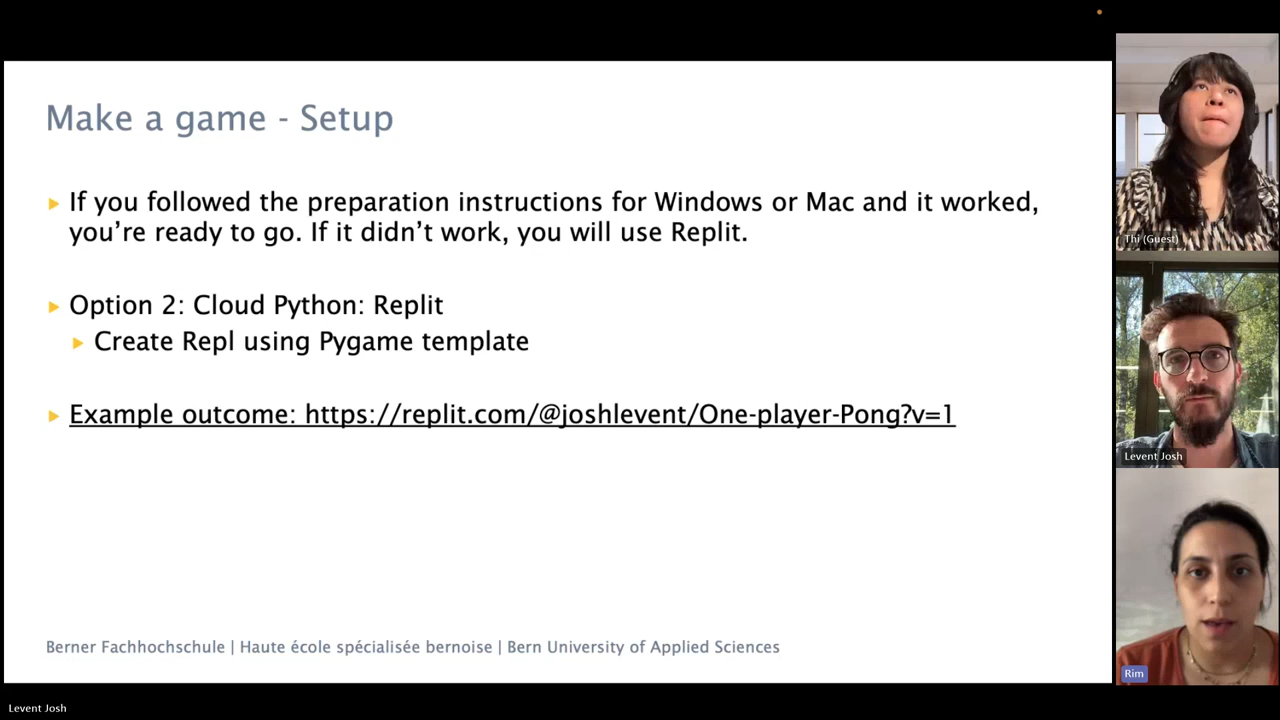 Make a game - Setup
If you followed the preparation instructions for Windows or Mac and it worked,
you're ready to go. If it didn't work, you will use Replit.
Option 2: Cloud Python: Replit
Create Repl using Pygame template
Example outcome: https://replit.com/@joshlevent/One-player-Pong?v=1
Berner Fachhochschule | Haute école spécialisée bernoise | Bern University of Applied Sciences
Thi (Guest)
Levent Josh
Rim
Levent Josh